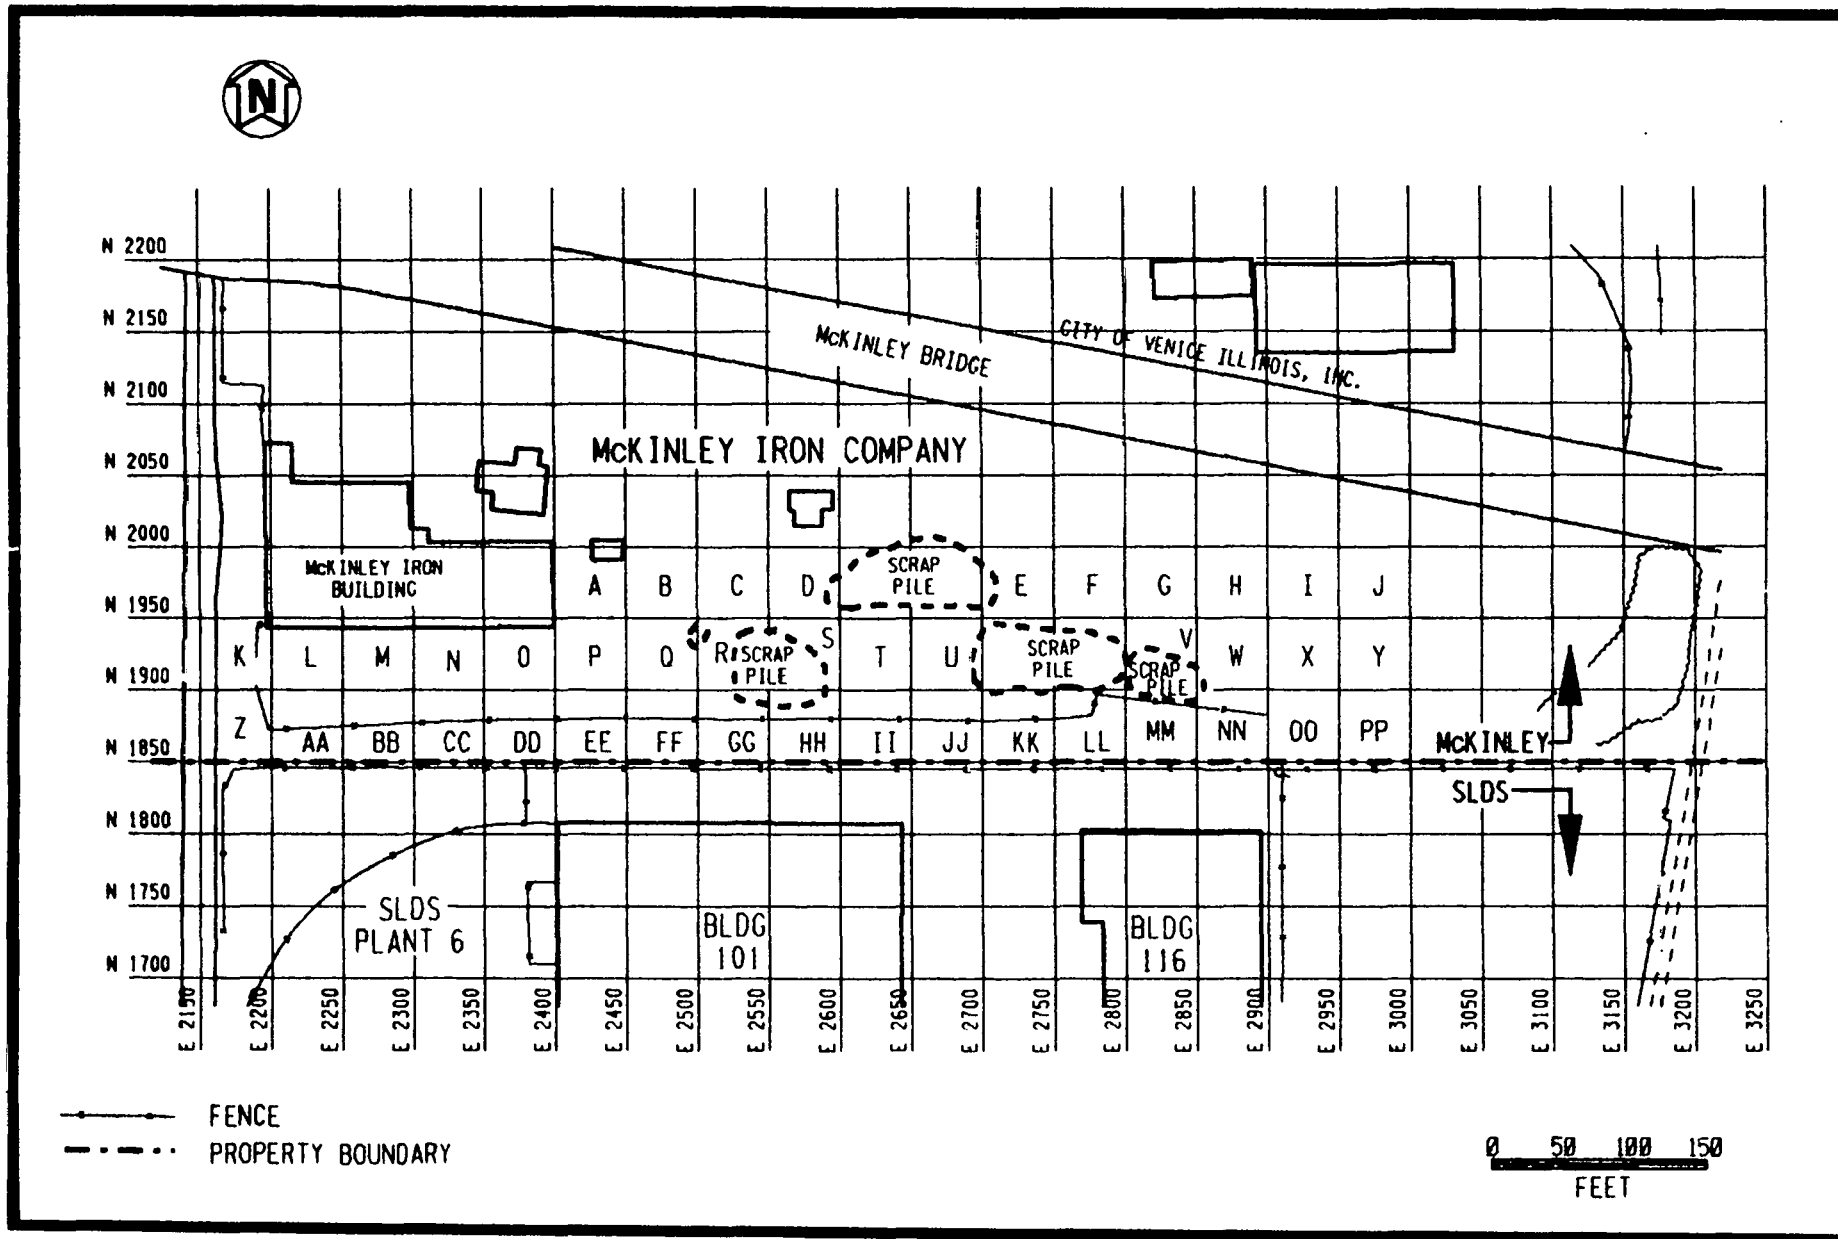 N
N 2200
N 2150
McKINLEY BRIDGE
CITY OF VENICE ILLINOIS, INC.
N 2100
McKINLEY IRON COMPANY
N 2050
N 2000
McKINLEY IRON
BUILDING
A B C D
SCRAP
PILE
E F G H I J
N 1950
K L M N O P Q R
SCRAP
PILE
S T U
SCRAP
PILE
V
SCRAP
PILE
W X Y
N 1900
Z AA BB CC DD EE FF GG HH II JJ KK LL MM NN OO PP
McKINLEY
N 1850
SLDS
N 1800
N 1750
SLDS
PLANT 6
BLDG
101
BLDG
116
N 1700
E 2150
E 2200
E 2250
E 2300
E 2350
E 2400
E 2450
E 2500
E 2550
E 2600
E 2650
E 2700
E 2750
E 2800
E 2850
E 2900
E 2950
E 3000
E 3050
E 3100
E 3150
E 3200
E 3250
FENCE
PROPERTY BOUNDARY
0 50 100 150
FEET